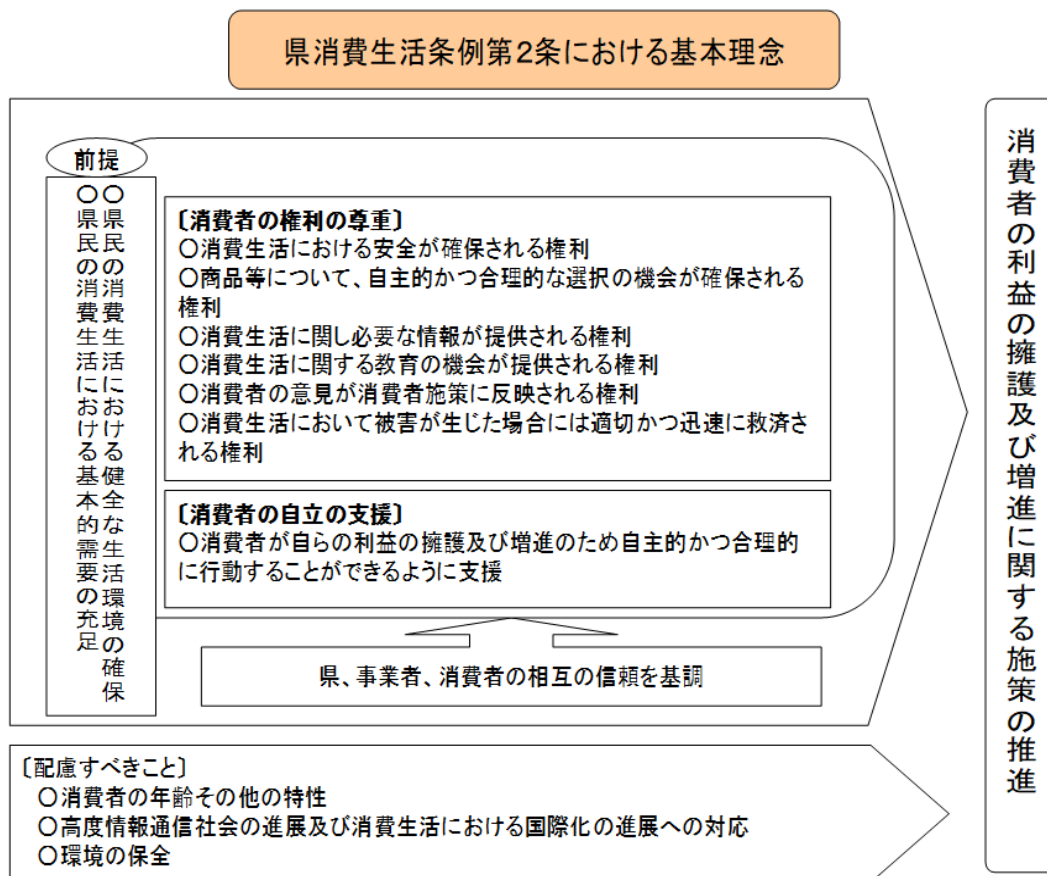 県消費生活条例第2条における基本理念
前提
〇県民の消費生活における健全な生活環境の確保
〇県民の消費生活における基本的需要の充足
〔消費者の権利の尊重〕
〇消費生活における安全が確保される権利
〇商品等について、自主的かつ合理的な選択の機会が確保される
権利
〇消費生活に関し必要な情報が提供される権利
〇消費生活に関する教育の機会が提供される権利
〇消費者の意見が消費者施策に反映される権利
〇消費生活において被害が生じた場合には適切かつ迅速に救済さ
れる権利
〔消費者の自立の支援〕
〇消費者が自らの利益の擁護及び増進のため自主的かつ合理的
に行動することができるように支援
県、事業者、消費者の相互の信頼を基調
〔配慮すべきこと〕
〇消費者の年齢その他の特性
〇高度情報通信社会の進展及び消費生活における国際化の進展への対応
〇環境の保全
消費者の利益の擁護及び増進に関する施策の推進